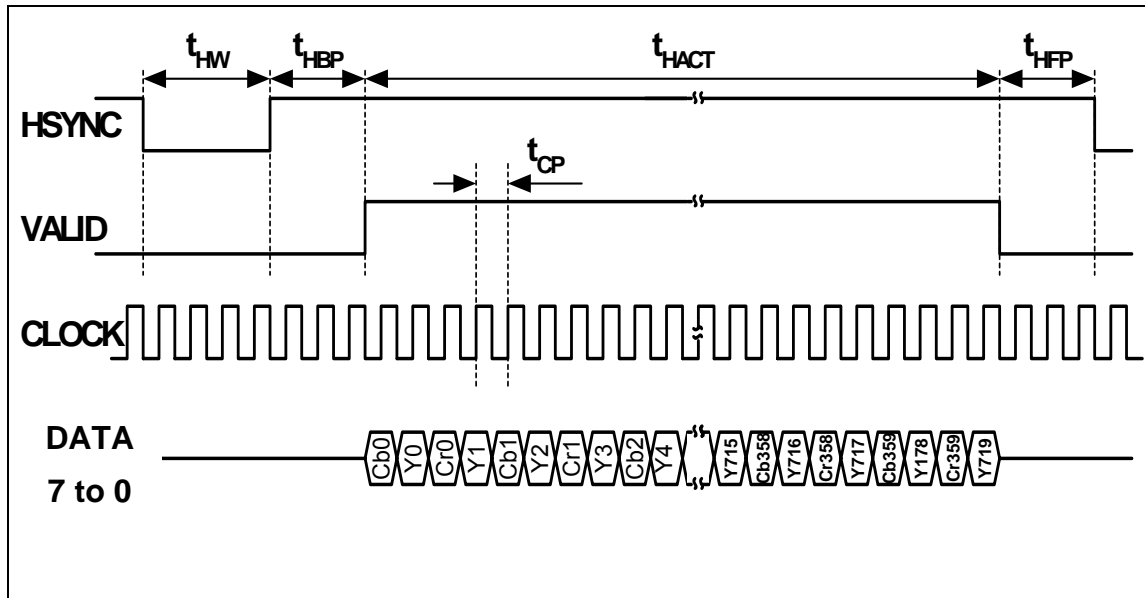 tHW tHBP tHACT tHFP
HSYNC
tCP
VALID
CLOCK
DATA
7 to 0
Cb0 Y0 Cr0 Y1 Cb1 Y2 Cr1 Y3 Cb2 Y4 Y715 Cb358 Y716 Cr358 Y717 Cb359 Y178 Cr359 Y719